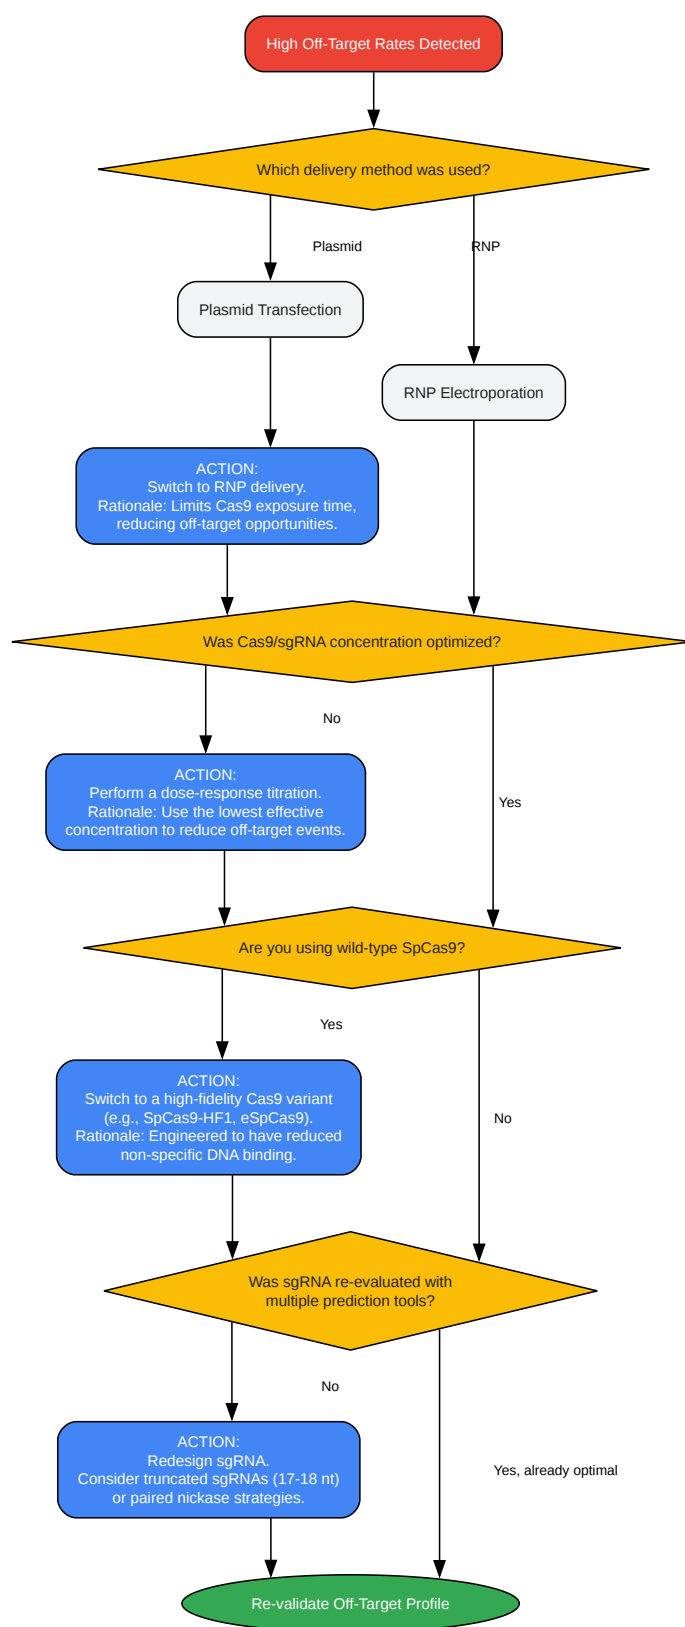 High Off-Target Rates Detected
Which delivery method was used?
Plasmid
RNP
Plasmid Transfection
RNP Electroporation
ACTION:
Switch to RNP delivery.
Rationale: Limits Cas9 exposure time,
reducing off-target opportunities.
Was Cas9/sgRNA concentration optimized?
No
ACTION:
Perform a dose-response titration.
Rationale: Use the lowest effective
concentration to reduce off-target events.
Yes
Are you using wild-type SpCas9?
Yes
ACTION:
Switch to a high-fidelity Cas9 variant
(e.g., SpCas9-HF1, eSpCas9).
Rationale: Engineered to have reduced
non-specific DNA binding.
No
Was sgRNA re-evaluated with
multiple prediction tools?
No
ACTION:
Redesign sgRNA.
Consider truncated sgRNAs (17-18 nt)
or paired nickase strategies.
Yes, already optimal
Re-validate Off-Target Profile